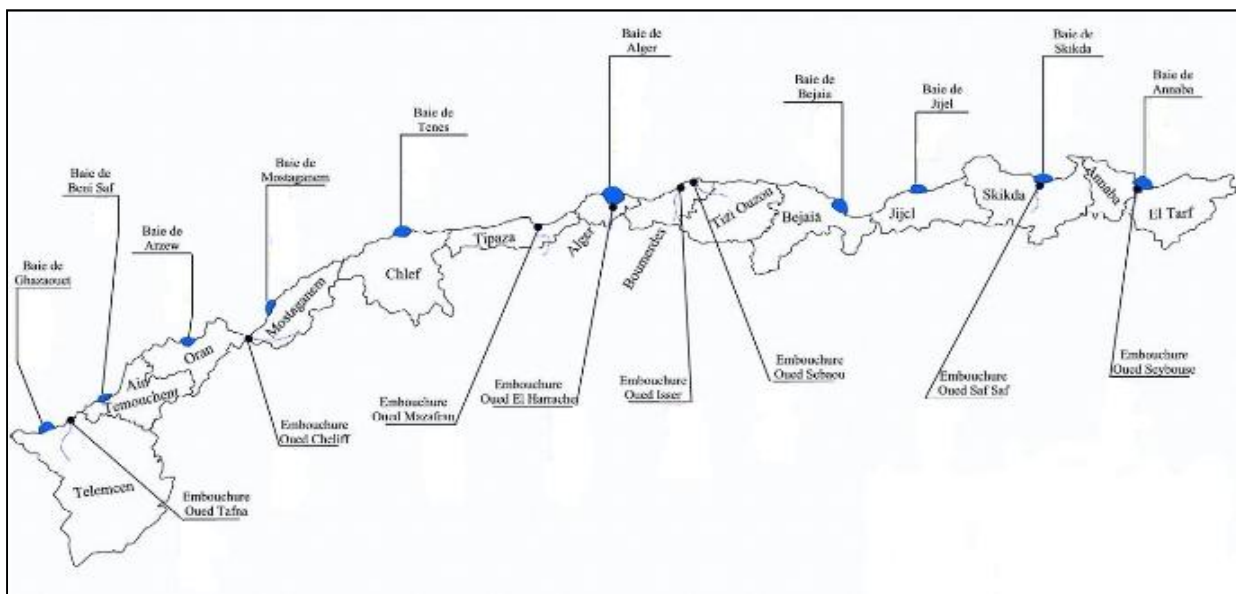 Baie de
Alger
Baie de
Skikda
Baie de
Bejaia
Baie de
Jijel
Baie de
Annaba
Baie de
Tenes
Baie de
Mostaganem
Baie de
Beni Saf
Baie de
Arzew
Baie de
Ghazaouet
Telemcen
Ain
Temouchent
Oran
Mostaganem
Chlef
Tipaza
Alger
Boumerdes
Tizi Ouzou
Bejaiä
Jijel
Skikda
Annaba
El Tarf
Embouchure
Oued Tafna
Embouchure
Oued Cheliff
Embouchure
Oued Mazafran
Embouchure
Oued El Harrache
Embouchure
Oued Isser
Embouchure
Oued Sebaou
Embouchure
Oued Saf Saf
Embouchure
Oued Seybouse